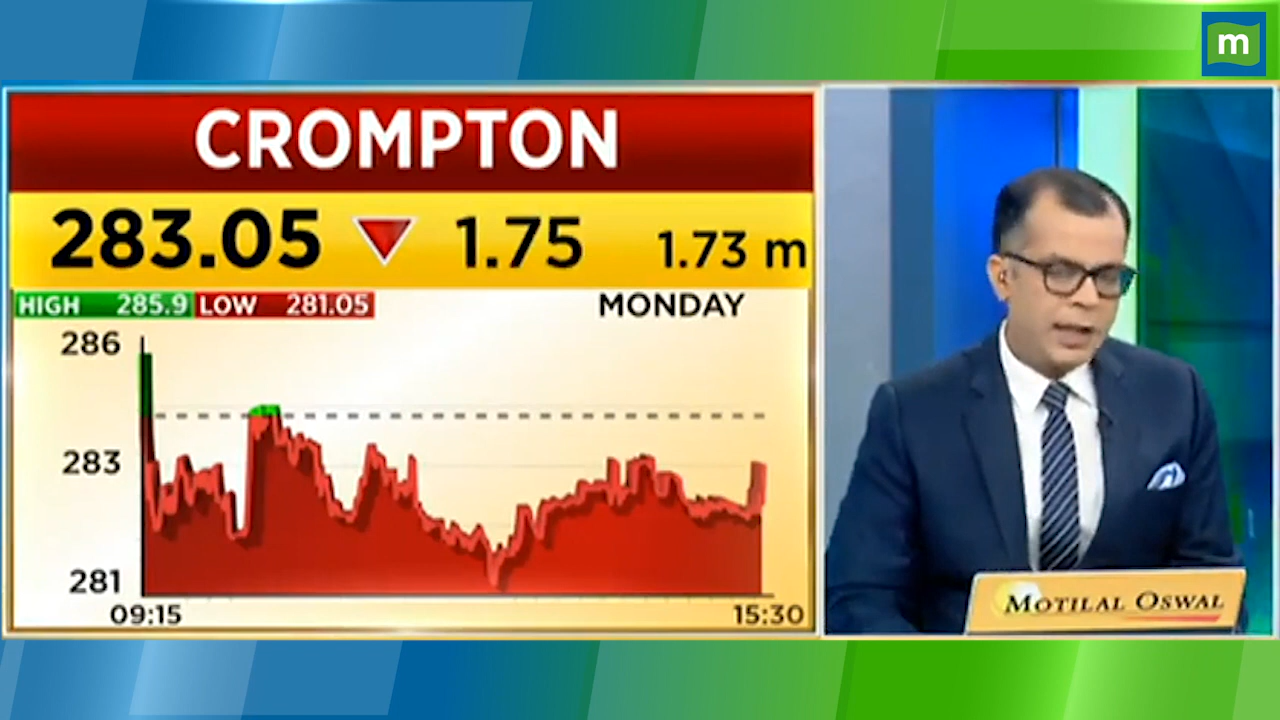 m
CROMPTON
283.05 ▼ 1.75 1.73 m
HIGH 285.9 LOW 281.05 MONDAY
286
283
281
09:15 15:30
MOTILAL OSWAL